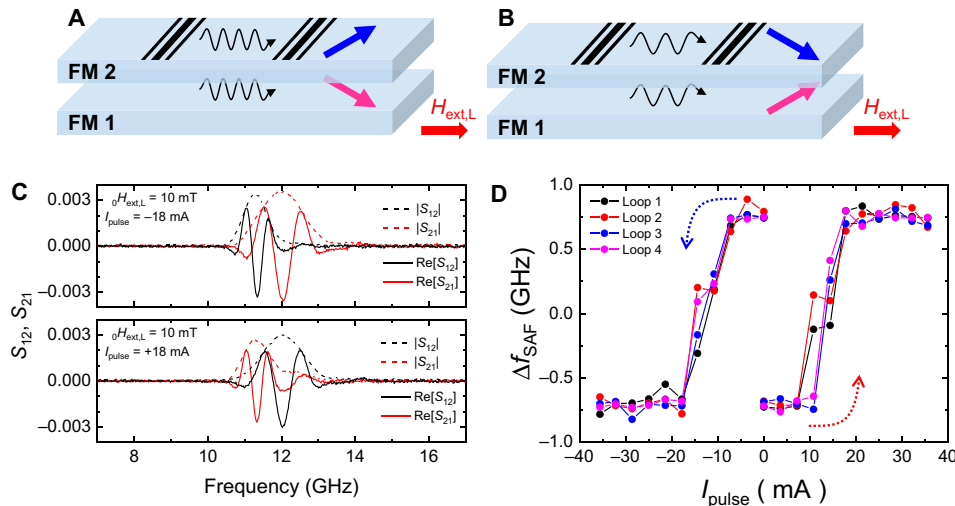 A
FM 2
FM 1
H_ext,L
B
FM 2
FM 1
H_ext,L
C
0.003
0.000
−0.003
₀H_ext,L = 10 mT
I_pulse = −18 mA
|S₁₂|
|S₂₁|
Re[S₁₂]
Re[S₂₁]
0.003
0.000
−0.003
₀H_ext,L = 10 mT
I_pulse = +18 mA
|S₁₂|
|S₂₁|
Re[S₁₂]
Re[S₂₁]
S₁₂, S₂₁
8 10 12 14 16
Frequency (GHz)
D
1.0
0.5
0.0
−0.5
−1.0
Δf_SAF (GHz)
Loop 1
Loop 2
Loop 3
Loop 4
−40 −30 −20 −10 0 10 20 30 40
I_pulse ( mA)